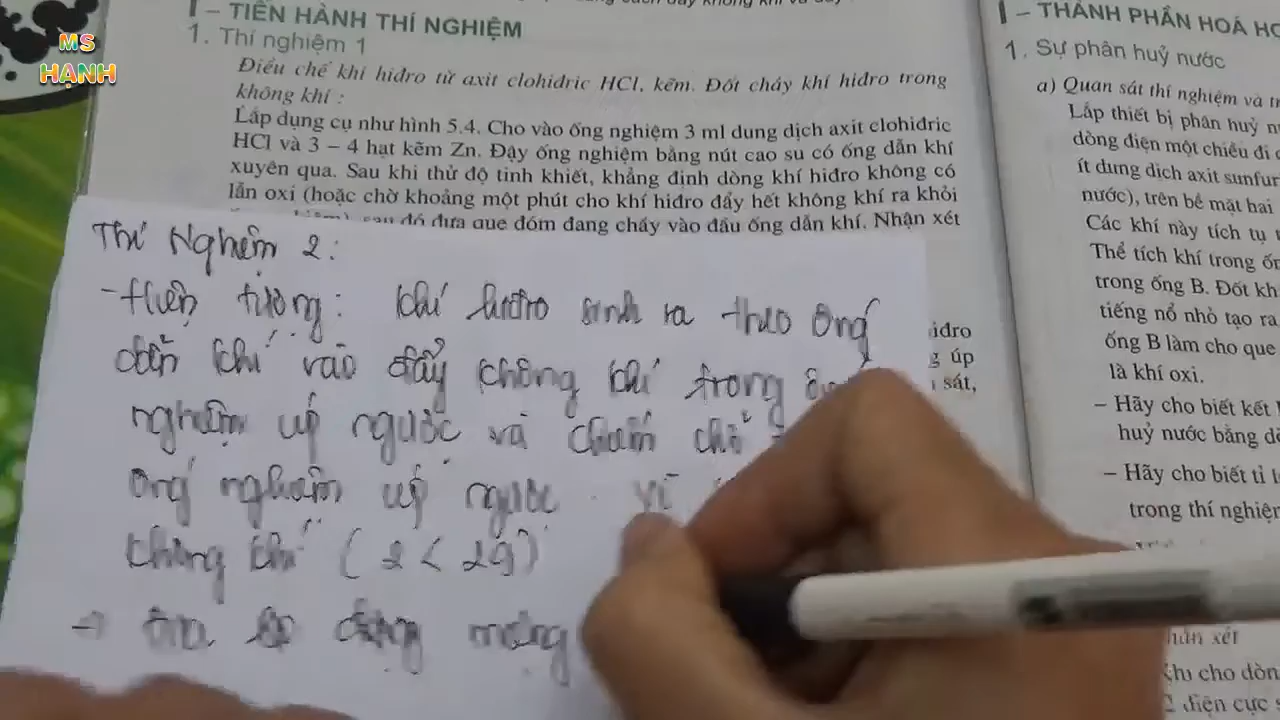 MS
HẠNH
I – TIẾN HÀNH THÍ NGHIỆM
1. Thí nghiệm 1
Điều chế khí hiđro từ axit clohiđric HCl, kẽm. Đốt cháy khí hiđro trong
không khí :
Lắp dụng cụ như hình 5.4. Cho vào ống nghiệm 3 ml dung dịch axit clohiđric
HCl và 3 – 4 hạt kẽm Zn. Đậy ống nghiệm bằng nút cao su có ống dẫn khí
xuyên qua. Sau khi thử độ tinh khiết, khẳng định dòng khí hiđro không có
lẫn oxi (hoặc chờ khoảng một phút cho khí hiđro đẩy hết không khí ra khỏi
sau đó đưa que đóm đang cháy vào đầu ống dẫn khí. Nhận xét
Thí Nghiệm 2:
- Hiện tượng: khí hiđro sinh ra theo ống
dẫn khí vào đẩy không khí trong
nghiệm úp ngược và chiếm chỗ
ống nghiệm úp ngược. Vì
không khí ( 2 < 29)
→ miệng
iđro
úp
sát,
I – THÀNH PHẦN HOÁ
1. Sự phân huỷ nước
a) Quan sát thí nghiệm và
Lắp thiết bị phân huỷ
dòng điện một chiều đi
ít dung dịch axit sunfur
nước), trên bề mặt hai
Các khí này tích tụ
Thể tích khí trong
trong ống B. Đốt
tiếng nổ nhỏ tạo ra
ống B làm cho que
là khí oxi.
– Hãy cho biết kết
huỷ nước bằng
– Hãy cho biết tỉ
trong thí
xét
cho
điện cực